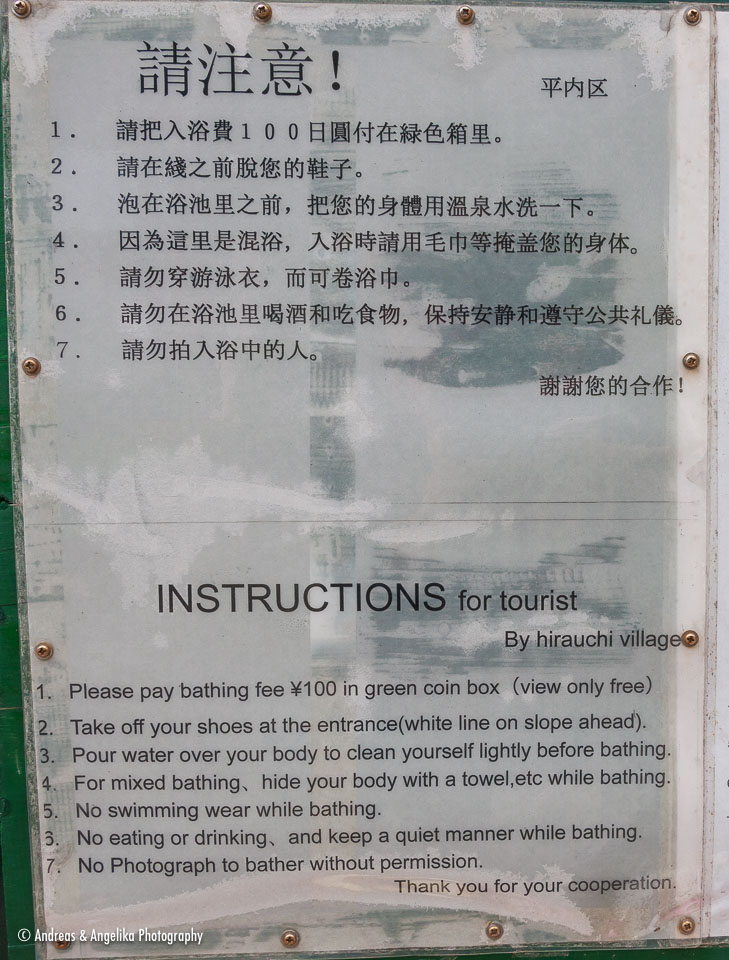 請注意!
平内区
1. 請把入浴費100日圓付在緑色箱里。
2. 請在綫之前脫您的鞋子。
3. 泡在浴池里之前，把您的身體用溫泉水洗一下。
4. 因為這里是混浴，入浴時請用毛巾等掩盖您的身体。
5. 請勿穿游泳衣，而可卷浴巾。
6. 請勿在浴池里喝酒和吃食物，保持安静和遵守公共礼儀。
7. 請勿拍入浴中的人。
謝謝您的合作!
INSTRUCTIONS for tourist
By hirauchi village
1. Please pay bathing fee ¥100 in green coin box（view only free）
2. Take off your shoes at the entrance(white line on slope ahead).
3. Pour water over your body to clean yourself lightly before bathing.
4. For mixed bathing、hide your body with a towel,etc while bathing.
5. No swimming wear while bathing.
6. No eating or drinking、and keep a quiet manner while bathing.
7. No Photograph to bather without permission.
Thank you for your cooperation.
© Andreas & Angelika Photography